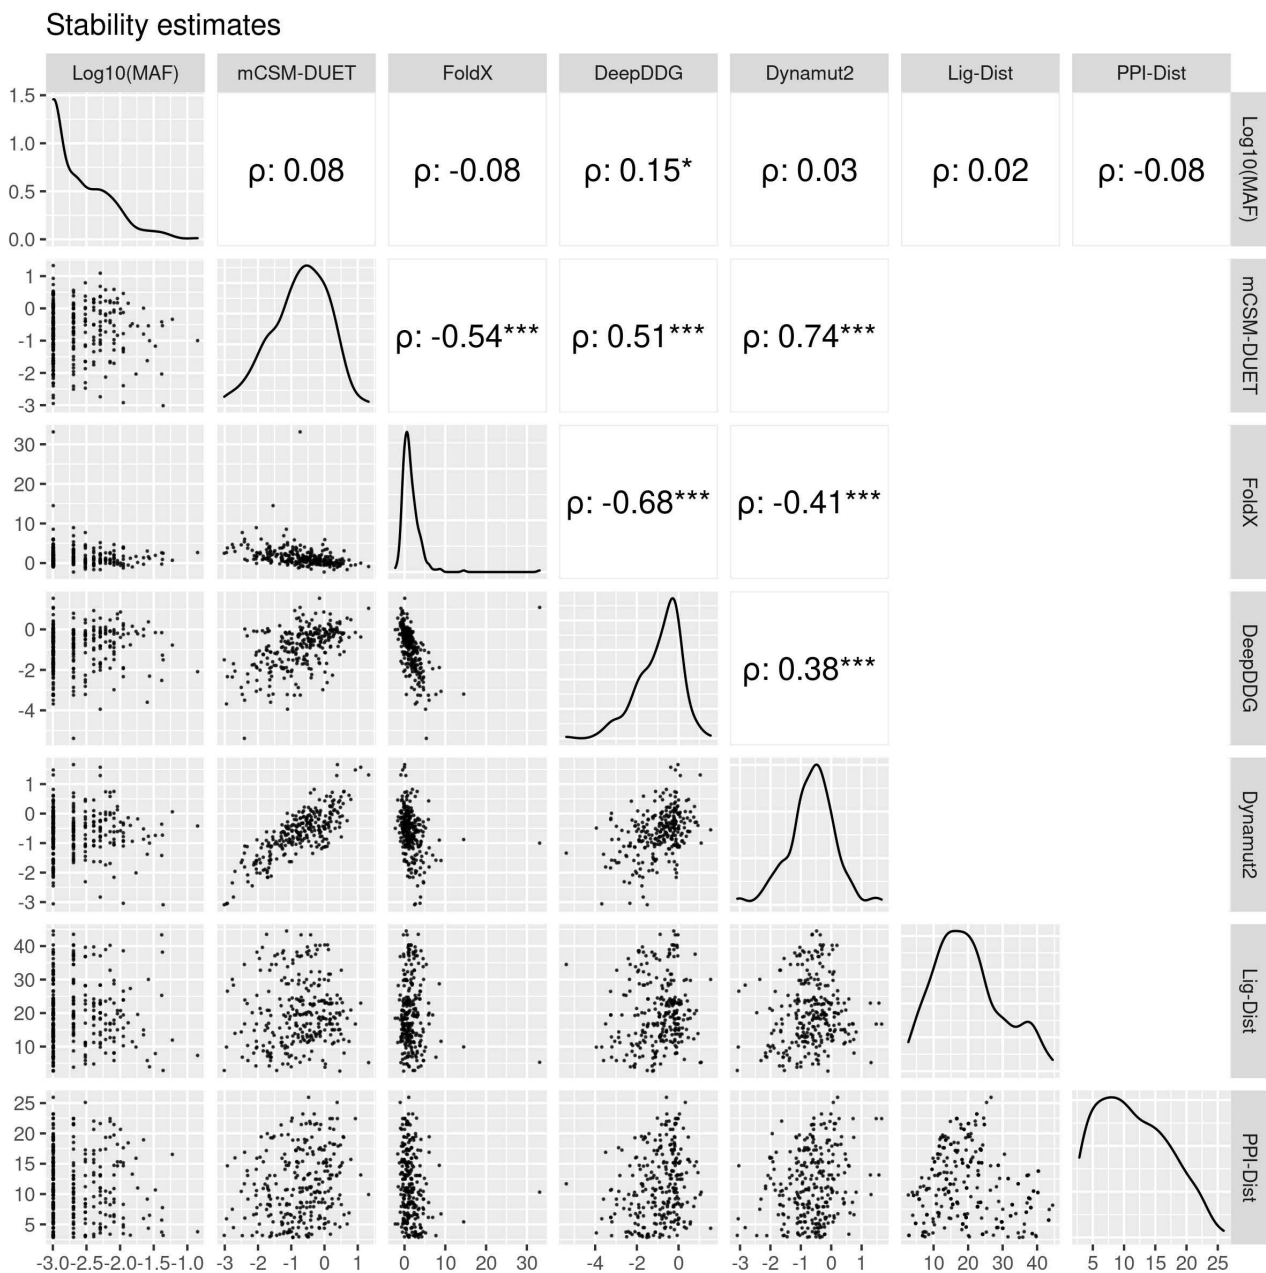 Stability estimates
Log10(MAF) mCSM-DUET FoldX DeepDDG Dynamut2 Lig-Dist PPI-Dist
1.5
1.0
0.5
0.0
ρ: 0.08 ρ: -0.08 ρ: 0.15* ρ: 0.03 ρ: 0.02 ρ: -0.08
Log10(MAF)
1
0
-1
-2
-3
ρ: -0.54*** ρ: 0.51*** ρ: 0.74***
mCSM-DUET
30
20
10
0
ρ: -0.68*** ρ: -0.41***
FoldX
0
-2
-4
ρ: 0.38***
DeepDDG
1
0
-1
-2
-3
Dynamut2
40
30
20
10
Lig-Dist
25
20
15
10
5
PPI-Dist
-3.0 -2.5 -2.0 -1.5 -1.0 -3 -2 -1 0 1 0 10 20 30 -4 -2 0 -3 -2 -1 0 1 10 20 30 40 5 10 15 20 25